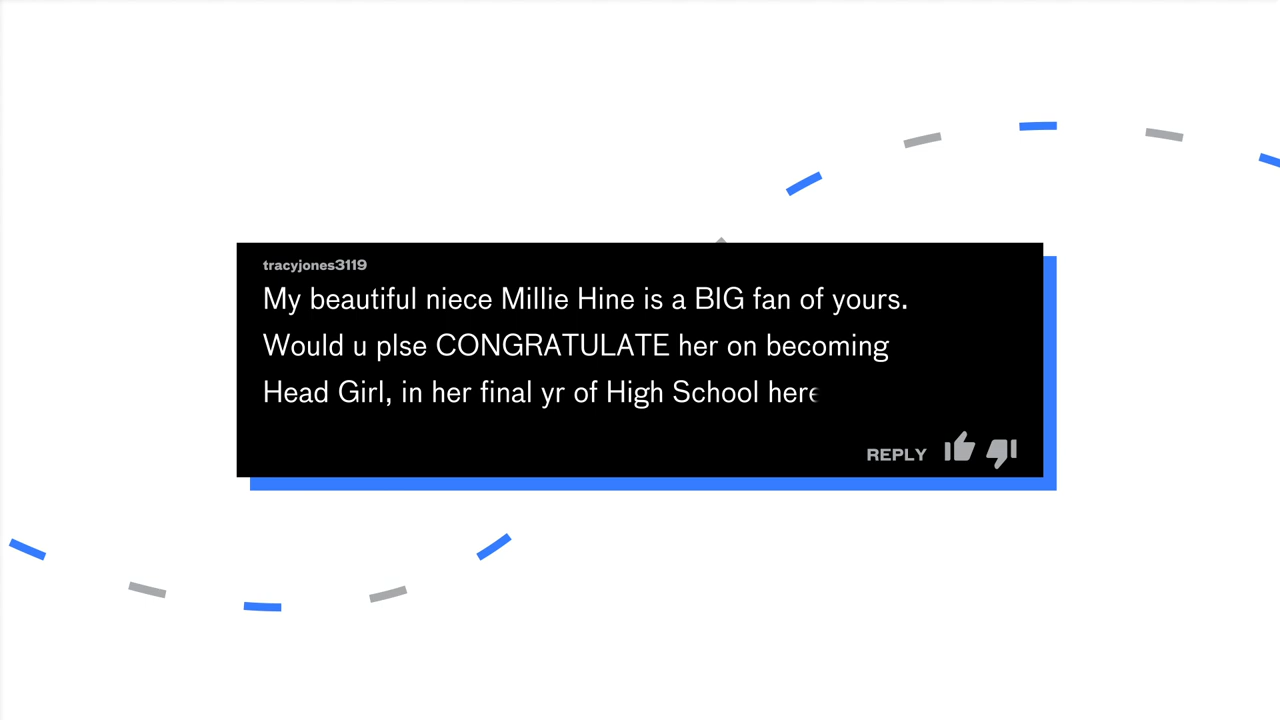 tracyjones3119
My beautiful niece Millie Hine is a BIG fan of yours.
Would u plse CONGRATULATE her on becoming
Head Girl, in her final yr of High School here
REPLY